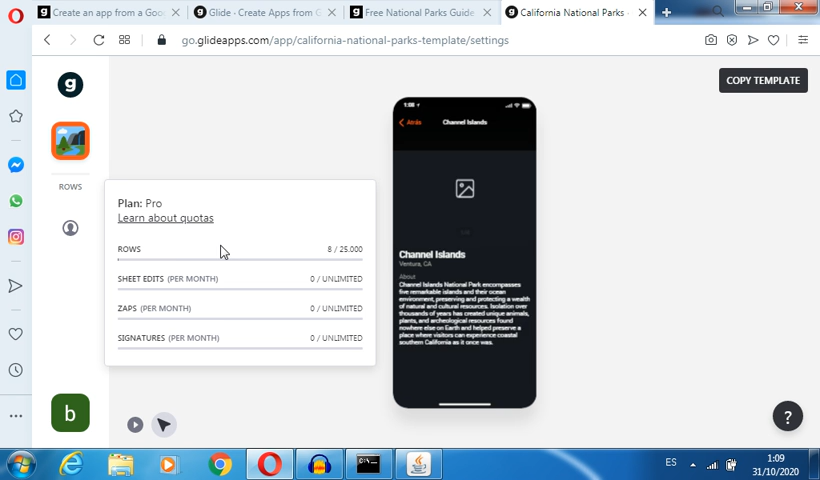 Create an app from a Goo
Glide - Create Apps from G
Free National Parks Guide
California National Parks -
go.glideapps.com/app/california-national-parks-template/settings
COPY TEMPLATE
g
ROWS
Plan: Pro
Learn about quotas
ROWS 8 / 25.000
SHEET EDITS (PER MONTH) 0 / UNLIMITED
ZAPS (PER MONTH) 0 / UNLIMITED
SIGNATURES (PER MONTH) 0 / UNLIMITED
b
1:08
Atrás Channel Islands
Channel Islands
Ventura, CA
About
Channel Islands National Park encompasses
five remarkable islands and their ocean
environment, preserving and protecting a wealth
of natural and cultural resources. Isolation over
thousands of years has created unique animals,
plants, and archeological resources found
nowhere else on Earth and helped preserve a
place where visitors can experience coastal
southern California as it once was.
?
ES
1:09
31/10/2020